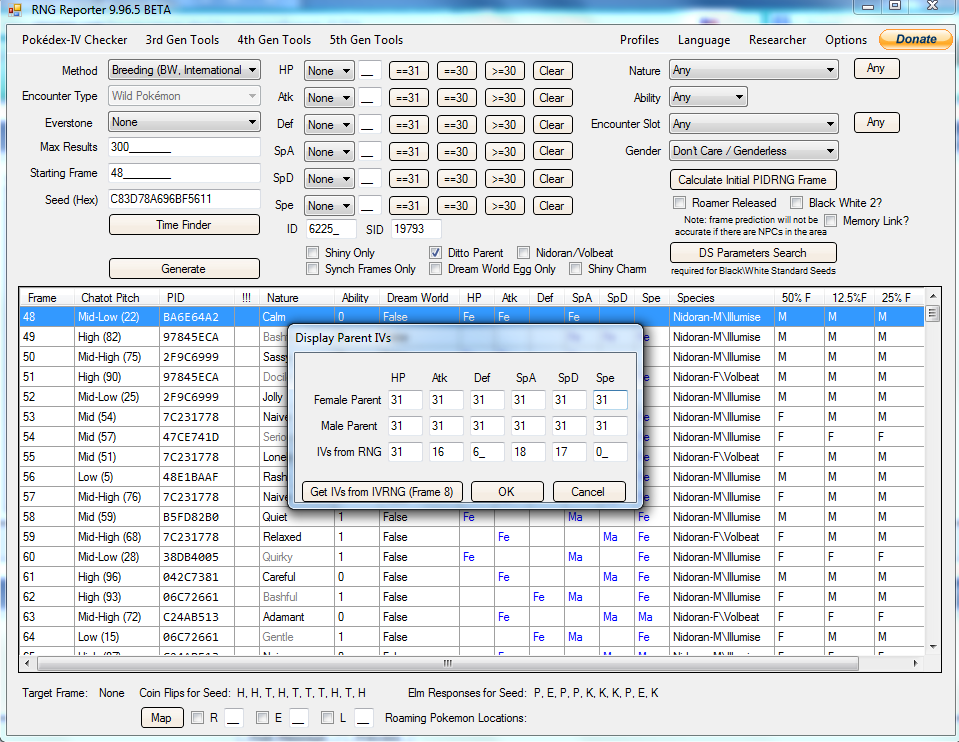 RNG Reporter 9.96.5 BETA
Pokédex-IV Checker 3rd Gen Tools 4th Gen Tools 5th Gen Tools Profiles Language Researcher Options Donate
Method Breeding (BW, International HP None __ ==31 ==30 >=30 Clear Nature Any Any
Encounter Type Wild Pokémon Atk None __ ==31 ==30 >=30 Clear Ability Any
Everstone None Def None __ ==31 ==30 >=30 Clear Encounter Slot Any Any
Max Results 300_______ SpA None __ ==31 ==30 >=30 Clear Gender Don't Care / Genderless
Starting Frame 48________ SpD None __ ==31 ==30 >=30 Clear Calculate Initial PIDRNG Frame
Seed (Hex) C83D78A696BF5611 Spe None __ ==31 ==30 >=30 Clear Roamer Released Black White 2?
Time Finder ID 6225_ SID 19793 Note: frame prediction will not be accurate if there are NPCs in the area Memory Link?
Shiny Only Ditto Parent Nidoran/Volbeat DS Parameters Search
Generate Synch Frames Only Dream World Egg Only Shiny Charm required for Black\White Standard Seeds
Frame Chatot Pitch PID !!! Nature Ability Dream World HP Atk Def SpA SpD Spe Species 50% F 12.5%F 25% F
48 Mid-Low (22) BA6E64A2 Calm 0 False Fe Fe Fe Nidoran-M\Illumise M M M
49 High (82) 97845ECA Bash Nidoran-M\Illumise M M M
50 Mid-High (75) 2F9C6999 Sassy Nidoran-M\Illumise M M M
51 High (90) 97845ECA Docil Nidoran-F\Volbeat M M M
52 Mid-Low (25) 2F9C6999 Jolly Nidoran-M\Illumise M M M
53 Mid (54) 7C231778 Naive Nidoran-M\Illumise F M M
54 Mid (57) 47CE741D Serio Nidoran-M\Illumise F F F
55 Mid (51) 7C231778 Lone Nidoran-F\Volbeat F M M
56 Low (5) 48E1BAAF Rash Nidoran-M\Illumise F M M
57 Mid-High (76) 7C231778 Naive Nidoran-M\Illumise F M M
58 Mid (59) B5FD82B0 Quiet 1 False Fe Ma Fe Nidoran-M\Illumise F M M
59 Mid-High (68) 7C231778 Relaxed 1 False Fe Ma Fe Nidoran-F\Volbeat F M M
60 Mid-Low (28) 38DB4005 Quirky 1 False Fe Ma Fe Nidoran-M\Illumise F F F
61 High (96) 042C7381 Careful 0 False Fe Ma Fe Nidoran-M\Illumise M M M
62 High (93) 06C72661 Bashful 1 False Fe Ma Fe Nidoran-M\Illumise F M M
63 Mid-High (72) C24AB513 Adamant 0 False Fe Ma Fe Nidoran-F\Volbeat F F F
64 Low (15) 06C72661 Gentle 1 False Fe Ma Fe Nidoran-M\Illumise F M M
Display Parent IVs
HP Atk Def SpA SpD Spe
Female Parent 31 31 31 31 31 31
Male Parent 31 31 31 31 31 31
IVs from RNG 31 16 6_ 18 17 0_
Get IVs from IVRNG (Frame 8) OK Cancel
Target Frame: None Coin Flips for Seed: H, H, T, H, T, T, T, H, T, H Elm Responses for Seed: P, E, P, P, K, K, K, P, E, K
Map R __ E __ L __ Roaming Pokemon Locations: